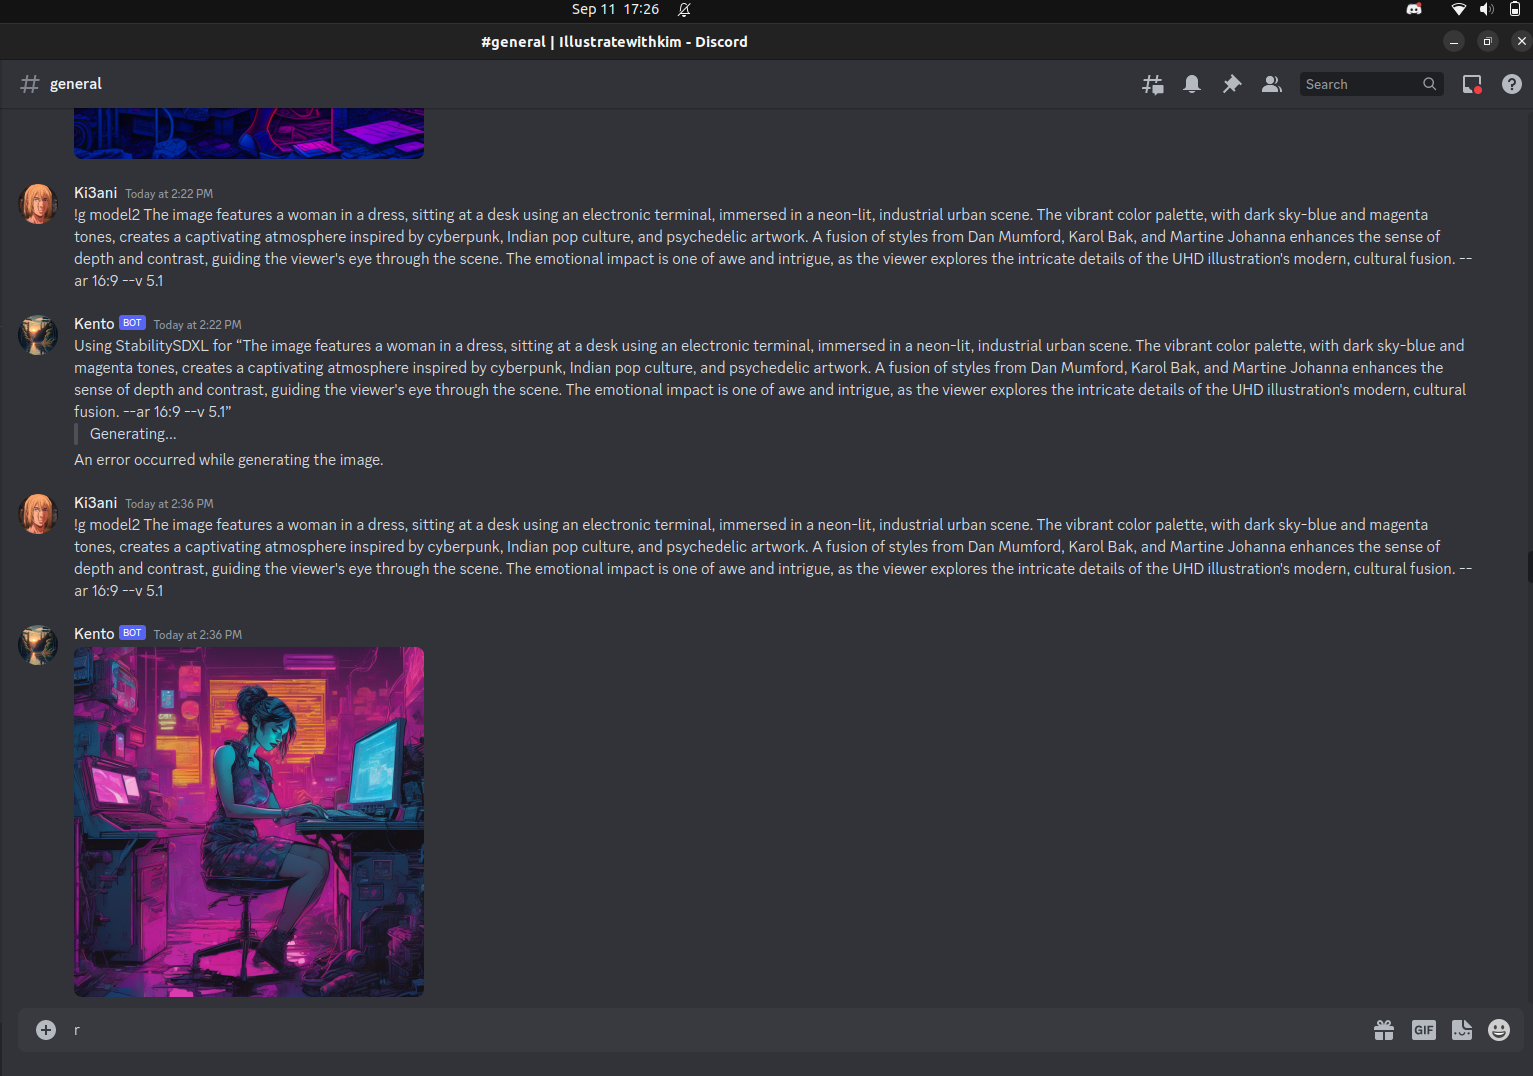 Sep 11 17:26
#general | Illustratewithkim - Discord
general
Search
Ki3ani Today at 2:22 PM
!g model2 The image features a woman in a dress, sitting at a desk using an electronic terminal, immersed in a neon-lit, industrial urban scene. The vibrant color palette, with dark sky-blue and magenta
tones, creates a captivating atmosphere inspired by cyberpunk, Indian pop culture, and psychedelic artwork. A fusion of styles from Dan Mumford, Karol Bak, and Martine Johanna enhances the sense of
depth and contrast, guiding the viewer's eye through the scene. The emotional impact is one of awe and intrigue, as the viewer explores the intricate details of the UHD illustration's modern, cultural fusion. --
ar 16:9 --v 5.1
Kento BOT Today at 2:22 PM
Using StabilitySDXL for “The image features a woman in a dress, sitting at a desk using an electronic terminal, immersed in a neon-lit, industrial urban scene. The vibrant color palette, with dark sky-blue and
magenta tones, creates a captivating atmosphere inspired by cyberpunk, Indian pop culture, and psychedelic artwork. A fusion of styles from Dan Mumford, Karol Bak, and Martine Johanna enhances the
sense of depth and contrast, guiding the viewer's eye through the scene. The emotional impact is one of awe and intrigue, as the viewer explores the intricate details of the UHD illustration's modern, cultural
fusion. --ar 16:9 --v 5.1”
Generating...
An error occurred while generating the image.
Ki3ani Today at 2:36 PM
!g model2 The image features a woman in a dress, sitting at a desk using an electronic terminal, immersed in a neon-lit, industrial urban scene. The vibrant color palette, with dark sky-blue and magenta
tones, creates a captivating atmosphere inspired by cyberpunk, Indian pop culture, and psychedelic artwork. A fusion of styles from Dan Mumford, Karol Bak, and Martine Johanna enhances the sense of
depth and contrast, guiding the viewer's eye through the scene. The emotional impact is one of awe and intrigue, as the viewer explores the intricate details of the UHD illustration's modern, cultural fusion. --
ar 16:9 --v 5.1
Kento BOT Today at 2:36 PM
r
GIF